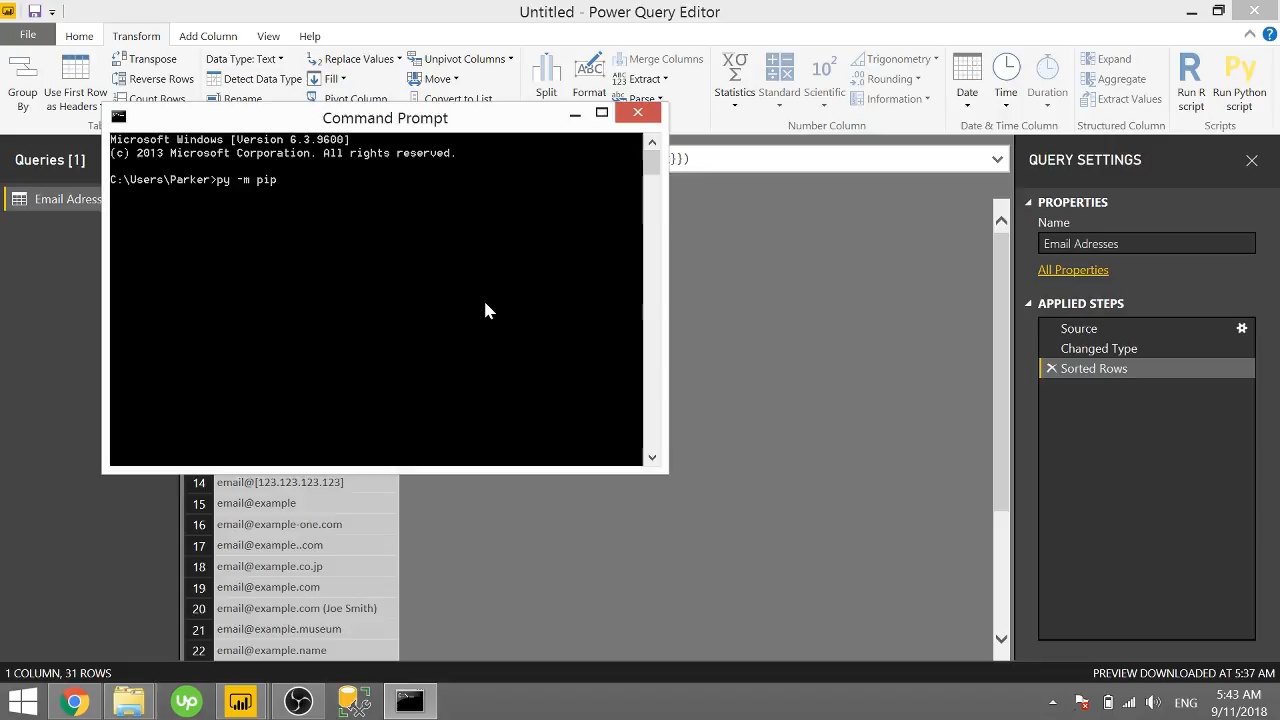 Untitled - Power Query Editor
File Home Transform Add Column View Help
Transpose Data Type: Text Replace Values Unpivot Columns Merge Columns Trigonometry Expand
Reverse Rows Detect Data Type Fill Move Extract Rounding Aggregate
Count Rows Rename Pivot Column Convert to List Parse Information Extract Values
Group By
Use First Row as Headers
Split
Format
ABC
123
ABC
Statistics
Standard
10²
Scientific
Date
Time
Duration
R
Run R script
Py
Run Python script
Number Column
Date & Time Column
Structured Column
Scripts
Command Prompt
Microsoft Windows [Version 6.3.9600]
(c) 2013 Microsoft Corporation. All rights reserved.
C:\Users\Parker>py -m pip
Queries [1]
Email Adress
}})
14 email@[123.123.123.123]
15 email@example
16 email@example-one.com
17 email@example..com
18 email@example.co.jp
19 email@example.com
20 email@example.com (Joe Smith)
21 email@example.museum
22 email@example.name
QUERY SETTINGS
PROPERTIES
Name
Email Adresses
All Properties
APPLIED STEPS
Source
Changed Type
Sorted Rows
1 COLUMN, 31 ROWS
PREVIEW DOWNLOADED AT 5:37 AM
Up
ENG
5:43 AM
9/11/2018